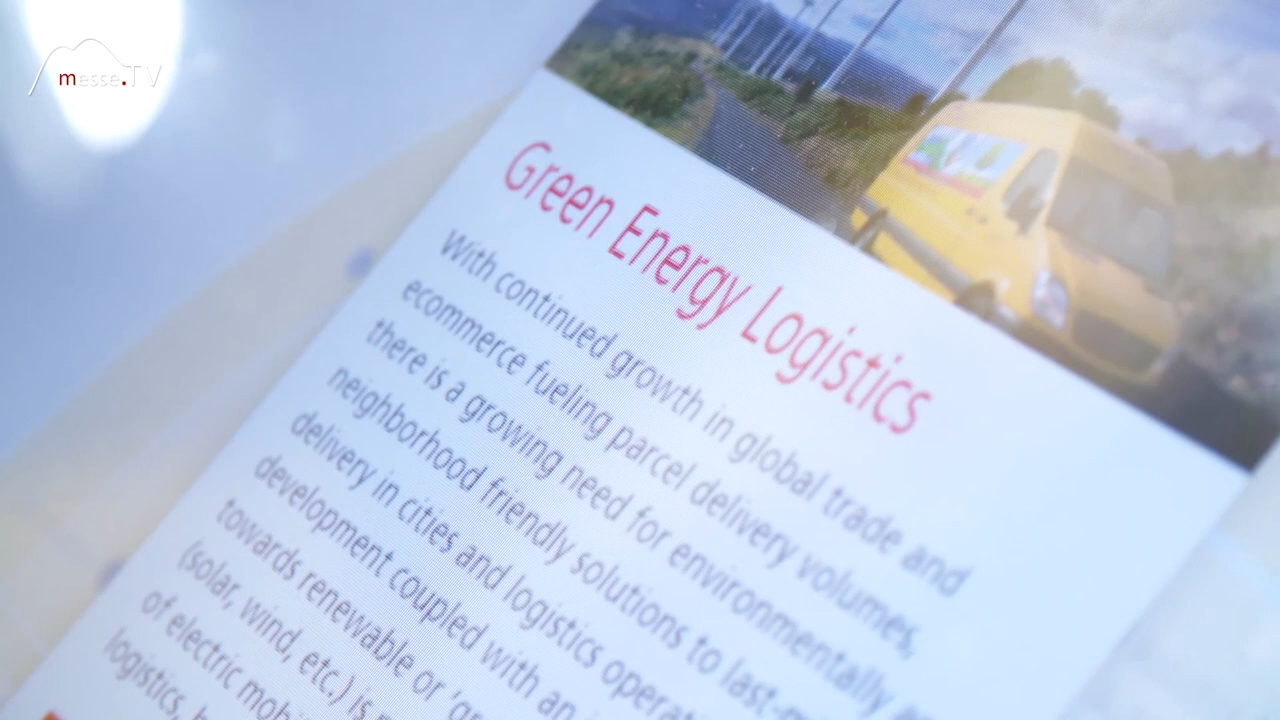 messe.TV
Green Energy Logistics
With continued growth in global trade and
ecommerce fueling parcel delivery volumes,
there is a growing need for environmentally
neighborhood friendly solutions to
delivery in cities and logistics
development coupled with an
towards renewable or
(solar, wind, etc.) is
of electric
logistics,